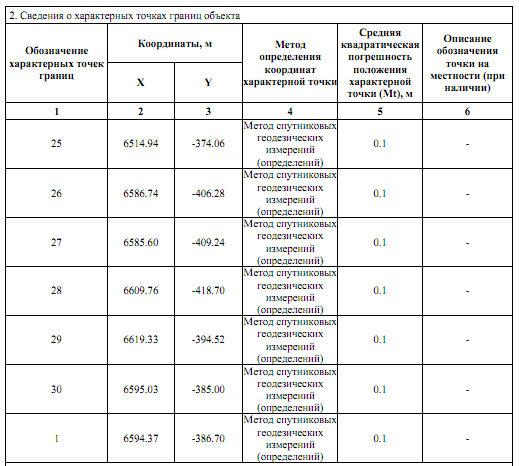 2. Сведения о характерных точках границ объекта
Обозначение
характерных точек
границ
Координаты, м
X
Y
Метод
определения
координат
характерной точки
Средняя
квадратическая
погрешность
положения
характерной
точки (Mt), м
Описание
обозначения
точки на
местности (при
наличии)
1
2
3
4
5
6
25
6514.94
-374.06
Метод спутниковых
геодезических
измерений
(определений)
0.1
-
26
6586.74
-406.28
Метод спутниковых
геодезических
измерений
(определений)
0.1
-
27
6585.60
-409.24
Метод спутниковых
геодезических
измерений
(определений)
0.1
-
28
6609.76
-418.70
Метод спутниковых
геодезических
измерений
(определений)
0.1
-
29
6619.33
-394.52
Метод спутниковых
геодезических
измерений
(определений)
0.1
-
30
6595.03
-385.00
Метод спутниковых
геодезических
измерений
(определений)
0.1
-
1
6594.37
-386.70
Метод спутниковых
геодезических
измерений
(определений)
0.1
-